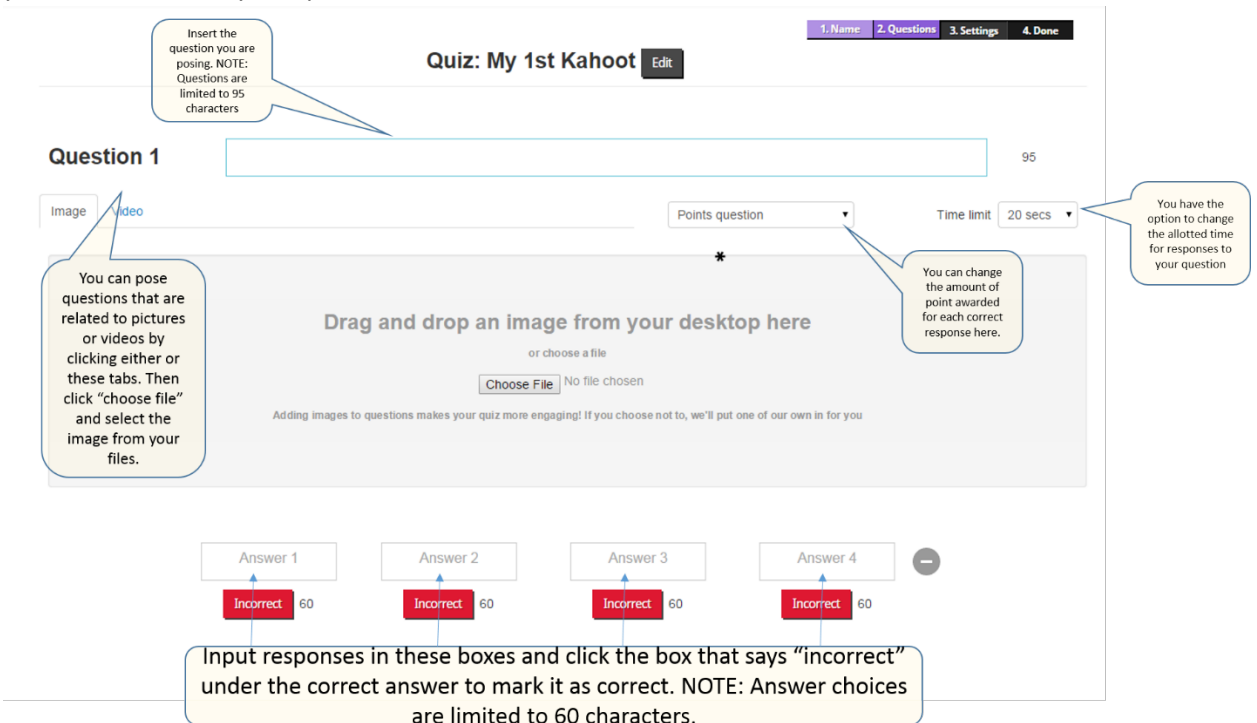 Insert the
question you are
posing. NOTE:
Questions are
limited to 95
characters
1. Name 2. Questions 3. Settings 4. Done
Quiz: My 1st Kahoot Edit
Question 1
95
Image Video
Points question
Time limit 20 secs
You have the
option to change
the allotted time
for responses to
your question
*
You can change
the amount of
point awarded
for each correct
response here.
You can pose
questions that are
related to pictures
or videos by
clicking either or
these tabs. Then
click “choose file”
and select the
image from your
files.
Drag and drop an image from your desktop here
or choose a file
Choose File No file chosen
Adding images to questions makes your quiz more engaging! If you choose not to, we'll put one of our own in for you
Answer 1 Answer 2 Answer 3 Answer 4
Incorrect 60 Incorrect 60 Incorrect 60 Incorrect 60
Input responses in these boxes and click the box that says “incorrect”
under the correct answer to mark it as correct. NOTE: Answer choices
are limited to 60 characters.